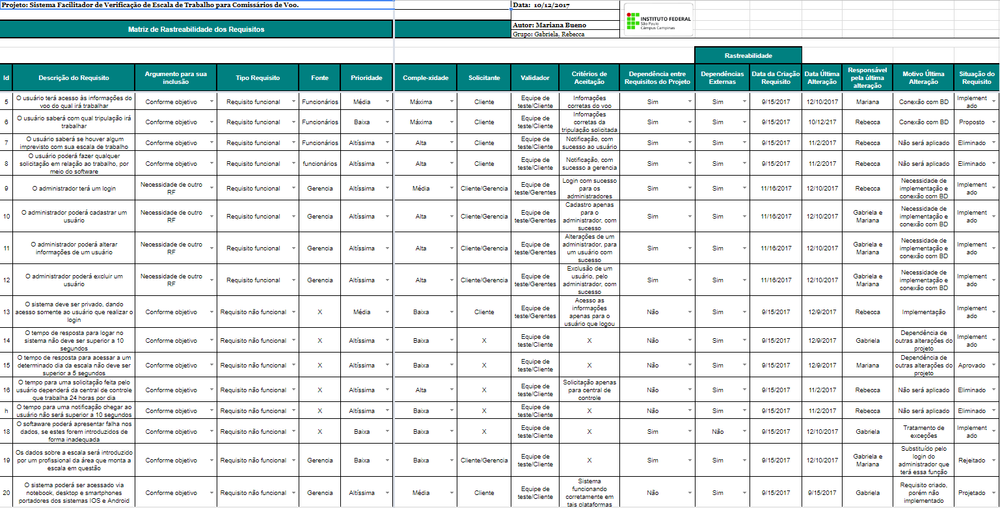 Projeto: Sistema Facilitador de Verificação de Escala de Trabalho para Comissários de Voo.
Data: 10/12/2017
Matriz de Rastreabilidade dos Requisitos
Autor: Mariana Bueno
Grupo: Gabriela, Rebecca
INSTITUTO FEDERAL
São Paulo
Câmpus Campinas
Rastreabilidade
Id
Descrição do Requisito
Argumento para sua
inclusão
Tipo Requisito
Fonte
Prioridade
Comple-xidade
Solicitante
Validador
Critérios de
Aceitação
Dependência entre
Requisitos do Projeto
Dependências
Externas
Data da Criação
Requisito
Data Última
Alteração
Responsável
pela última
alteração
Motivo Última
Alteração
Situação do
Requisito
5
O usuário terá acesso às informações do
voo do qual irá trabalhar
Conforme objetivo
Requisito funcional
Funcionários
Média
Máxima
Cliente
Equipe de
teste/Cliente
Infomações
corretas do voo
Sim
Sim
9/15/2017
12/10/2017
Mariana
Conexão com BD
Implement
ado
6
O usuário saberá com qual tripulação irá
trabalhar
Conforme objetivo
Requisito funcional
Funcionários
Baixa
Máxima
Cliente
Equipe de
teste/Cliente
Infomações
corretas da
tripulação solicitada
Sim
Sim
9/15/2017
10/12/217
Rebecca
Conexão com BD
Proposto
7
O usuário saberá se houver algum
imprevisto com sua escala de trabalho
Conforme objetivo
Requisito funcional
Funcionários
Altíssima
Alta
Cliente
Equipe de
teste/Cliente
Notificação, com
sucesso ao usuário
Sim
Sim
9/15/2017
11/2/2017
Rebecca
Não será aplicado
Eliminado
8
O usuário poderá fazer qualquer
solicitação em relação ao trabalho, por
meio do software
Conforme objetivo
Requisito funcional
funcionários
Altíssima
Alta
Cliente
Equipe de
teste/Cliente
Notificação, com
sucesso a gerencia
Sim
Sim
9/15/2017
11/2/2017
Rebecca
Não será aplicado
Eliminado
9
O administrador terá um login
Necessidade de outro
RF
Requisito funcional
Gerencia
Altíssima
Média
Cliente/Gerencia
Equipe de
teste/Gerentes
Login com sucesso
para os
administradores
Sim
Sim
11/16/2017
12/10/2017
Rebecca
Necessidade de
implementação e
conexão com BD
Implement
ado
10
O administrador poderá cadastrar um
usuário
Necessidade de outro
RF
Requisito funcional
Gerencia
Altíssima
Alta
Cliente/Gerencia
Equipe de
teste/Gerentes
Cadastro apenas
para o
administrador, com
sucesso
Sim
Sim
11/16/2017
12/10/2017
Gabriela e
Mariana
Necessidade de
implementação e
conexão com BD
Implement
ado
11
O administrador poderá alterar
informações de um usuário
Necessidade de outro
RF
Requisito funcional
Gerencia
Altíssima
Alta
Cliente/Gerencia
Equipe de
teste/Gerentes
Alterações de um
administrador, para
um usuário com
sucesso
Sim
Sim
11/16/2017
12/10/2017
Gabriela e
Mariana
Necessidade de
implementação e
conexão com BD
Implement
ado
12
O administrador poderá excluir um
usuário
Necessidade de outro
RF
Requisito funcional
Gerencia
Altíssima
Alta
Cliente/Gerencia
Equipe de
teste/Gerentes
Exclusão de um
usuário, pelo
administrador, com
sucesso
Sim
Sim
11/16/2017
12/10/2017
Gabriela e
Mariana
Necessidade de
implementação e
conexão com BD
Implement
ado
13
O sistema deve ser privado, dando
acesso somente ao usuário que realizar o
login
Conforme objetivo
Requisito não funcional
X
Média
Baixa
Cliente
Equipe de
teste/Gerentes
Acesso as
informações
apenas para o
usuário que logou
Não
Sim
9/15/2017
12/9/2017
Mariana
Implementação
Implement
ado
14
O tempo de resposta para logar no
sistema não deve ser superior a 10
segundos
Conforme objetivo
Requisito não funcional
X
Altíssima
Baixa
X
Equipe de
teste/Cliente
X
Não
Sim
9/15/2017
12/9/2017
Gabriela
Dependência de
outras alterações do
projeto
Implement
ado
15
O tempo de resposta para acessar a um
determinado dia da escala não deve ser
superior a 5 segundos
Conforme objetivo
Requisito não funcional
X
Altíssima
Baixa
X
Equipe de
teste/Cliente
X
Não
Sim
9/15/2017
12/9/2017
Mariana
Dependência de
outras alterações do
projeto
Aprovado
16
O tempo para uma solicitação feita pelo
usuário dependerá da central de controle
que trabalha 24 horas por dia
Conforme objetivo
Requisito não funcional
X
Altíssima
Alta
X
Equipe de
teste/Cliente
Solicitação apenas
para central de
controle
Não
Sim
9/15/2017
11/2/2017
Rebecca
Não será aplicado
Eliminado
h
O tempo para uma notificação chegar ao
usuário não será superior a 10 segundos
Conforme objetivo
Requisito não funcional
X
Altíssima
Baixa
X
Equipe de
teste/Cliente
X
Não
Sim
9/15/2017
11/2/2017
Rebecca
Não será aplicado
Eliminado
18
O softaware poderá apresentar falha nos
dados, se estes forem introduzidos de
forma inadequada
Conforme objetivo
Requisito não funcional
X
Baixa
Baixa
X
Equipe de
teste/Cliente
X
Sim
Não
9/15/2017
12/10/2017
Gabriela
Tratamento de
exceções
Implement
ado
19
Os dados sobre a escala será introduzido
por um profissional da área que monta a
escala em questão
Conforme objetivo
Requisito não funcional
Gerencia
Baixa
Baixa
Cliente/Gerencia
Equipe de
teste/Cliente
X
Sim
Sim
9/15/2017
12/10/2017
Gabriela e
Mariana
Substituído pelo
login do
administrador que
terá essa função
Rejeitado
20
O sistema poderá ser acessado via
notebook, desktop e smartphones
portadores dos sistemas IOS e Android
Conforme objetivo
Requisito não funcional
Gerencia
Altíssima
Média
Cliente
Equipe de
teste/Cliente
Sistema
funcionando
corretamente em
tais plataformas
Não
Sim
9/15/2017
9/15/2017
Gabriela
Requisito criado,
porém não
implementado
Projetado